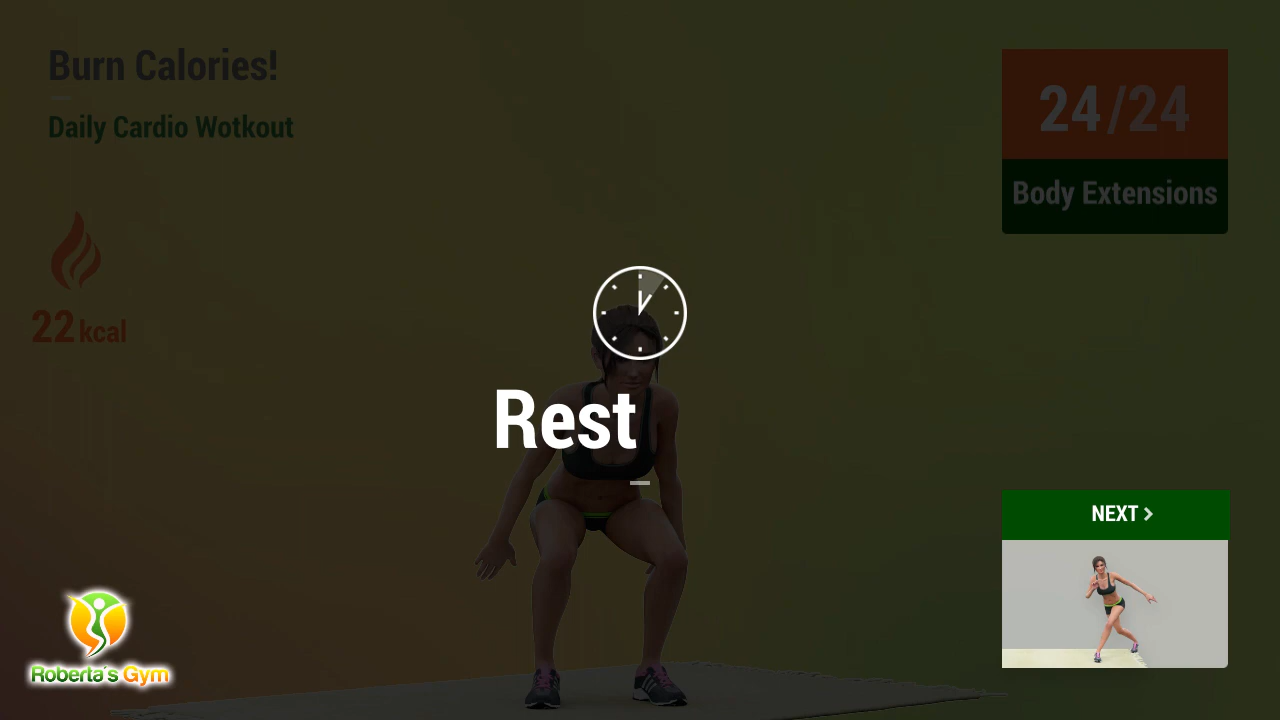 Burn Calories!
Daily Cardio Wotkout
22 kcal
24/24
Body Extensions
Rest
NEXT >
Roberta's Gym